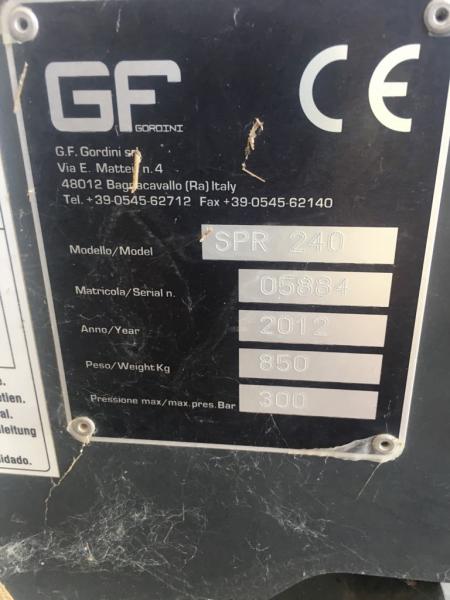 GF
GORDINI
CE
G.F. Gordini srl
Via E. Mattei n. 4
48012 Bagnacavallo (Ra) Italy
Tel. +39-0545-62712 Fax +39-0545-62140
Modello/Model SPR 240
Matricola/Serial n. 05884
Anno/Year 2012
Peso/Weight Kg 850
Pressione max/max.pres.Bar 300